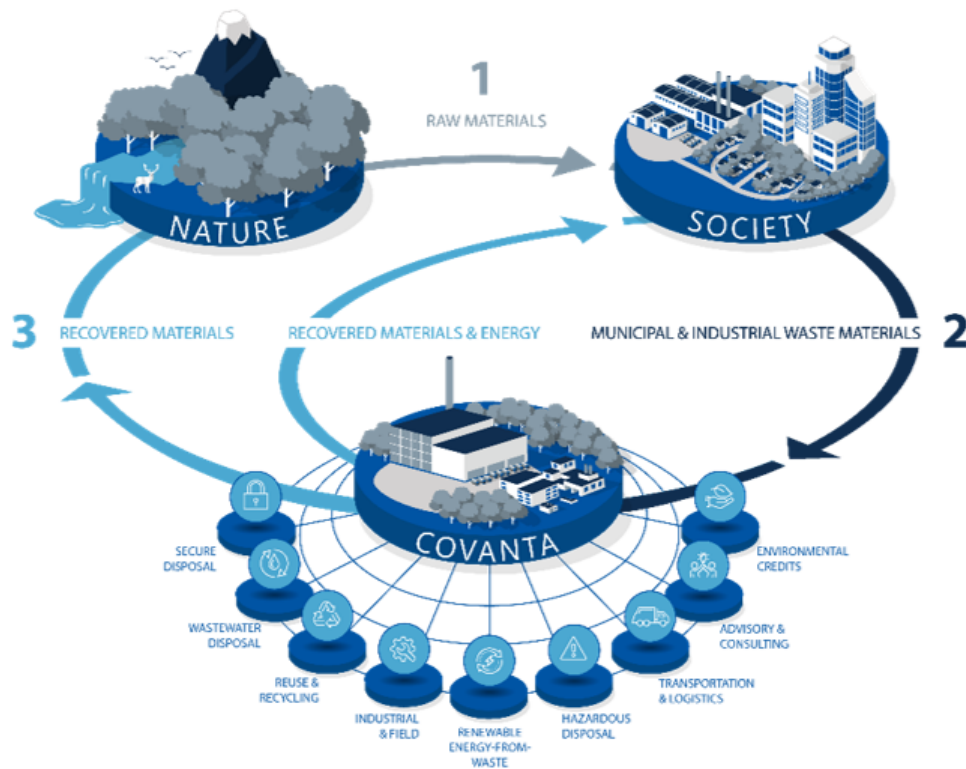 1
RAW MATERIALS
NATURE
SOCIETY
3
RECOVERED MATERIALS
RECOVERED MATERIALS & ENERGY
MUNICIPAL & INDUSTRIAL WASTE MATERIALS
2
COVANTA
SECURE
DISPOSAL
WASTEWATER
DISPOSAL
REUSE &
RECYCLING
INDUSTRIAL
& FIELD
RENEWABLE
ENERGY-FROM-
WASTE
HAZARDOUS
DISPOSAL
TRANSPORTATION
& LOGISTICS
ADVISORY &
CONSULTING
ENVIRONMENTAL
CREDITS